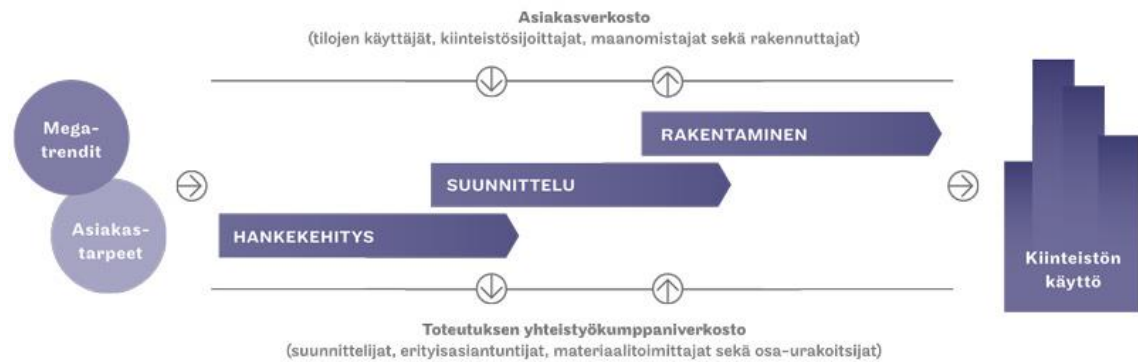 Asiakasverkosto
(tilojen käyttäjät, kiinteistösijoittajat, maanomistajat sekä rakennuttajat)
Mega-
trendit
Asiakas-
tarpeet
RAKENTAMINEN
SUUNNITTELU
HANKEKEHITYS
Kiinteistön
käyttö
Toteutuksen yhteistyökumppaniverkosto
(suunnittelijat, erityisasiantuntijat, materiaalitoimittajat sekä osa-urakoitsijat)